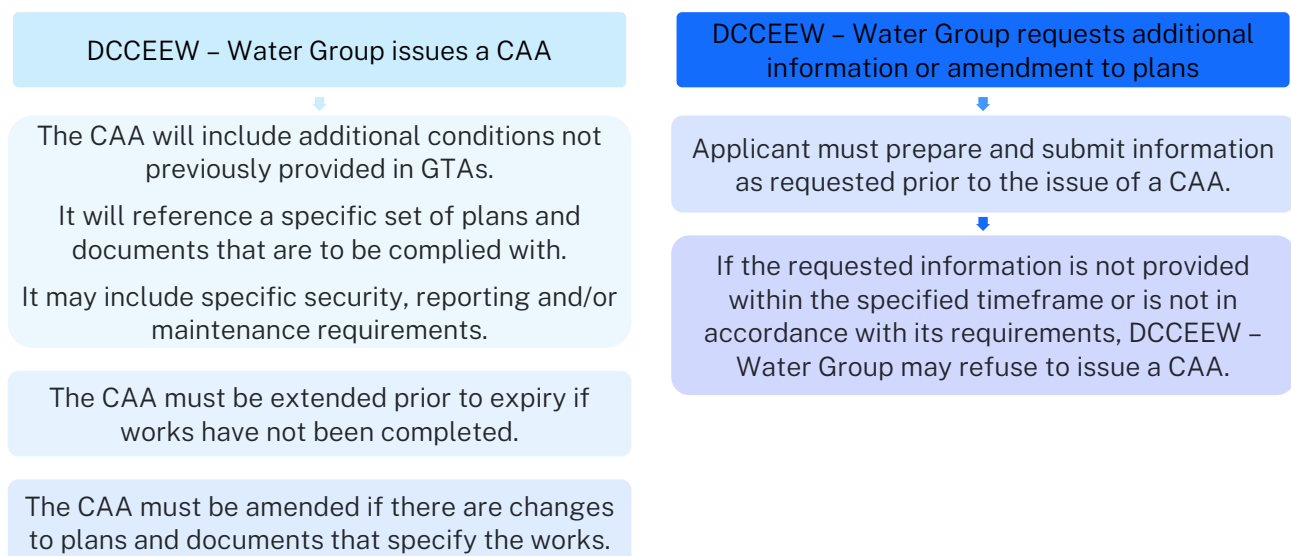 DCCEEW – Water Group issues a CAA
The CAA will include additional conditions not
previously provided in GTAs.
It will reference a specific set of plans and
documents that are to be complied with.
It may include specific security, reporting and/or
maintenance requirements.
The CAA must be extended prior to expiry if
works have not been completed.
The CAA must be amended if there are changes
to plans and documents that specify the works.
DCCEEW – Water Group requests additional
information or amendment to plans
Applicant must prepare and submit information
as requested prior to the issue of a CAA.
If the requested information is not provided
within the specified timeframe or is not in
accordance with its requirements, DCCEEW –
Water Group may refuse to issue a CAA.